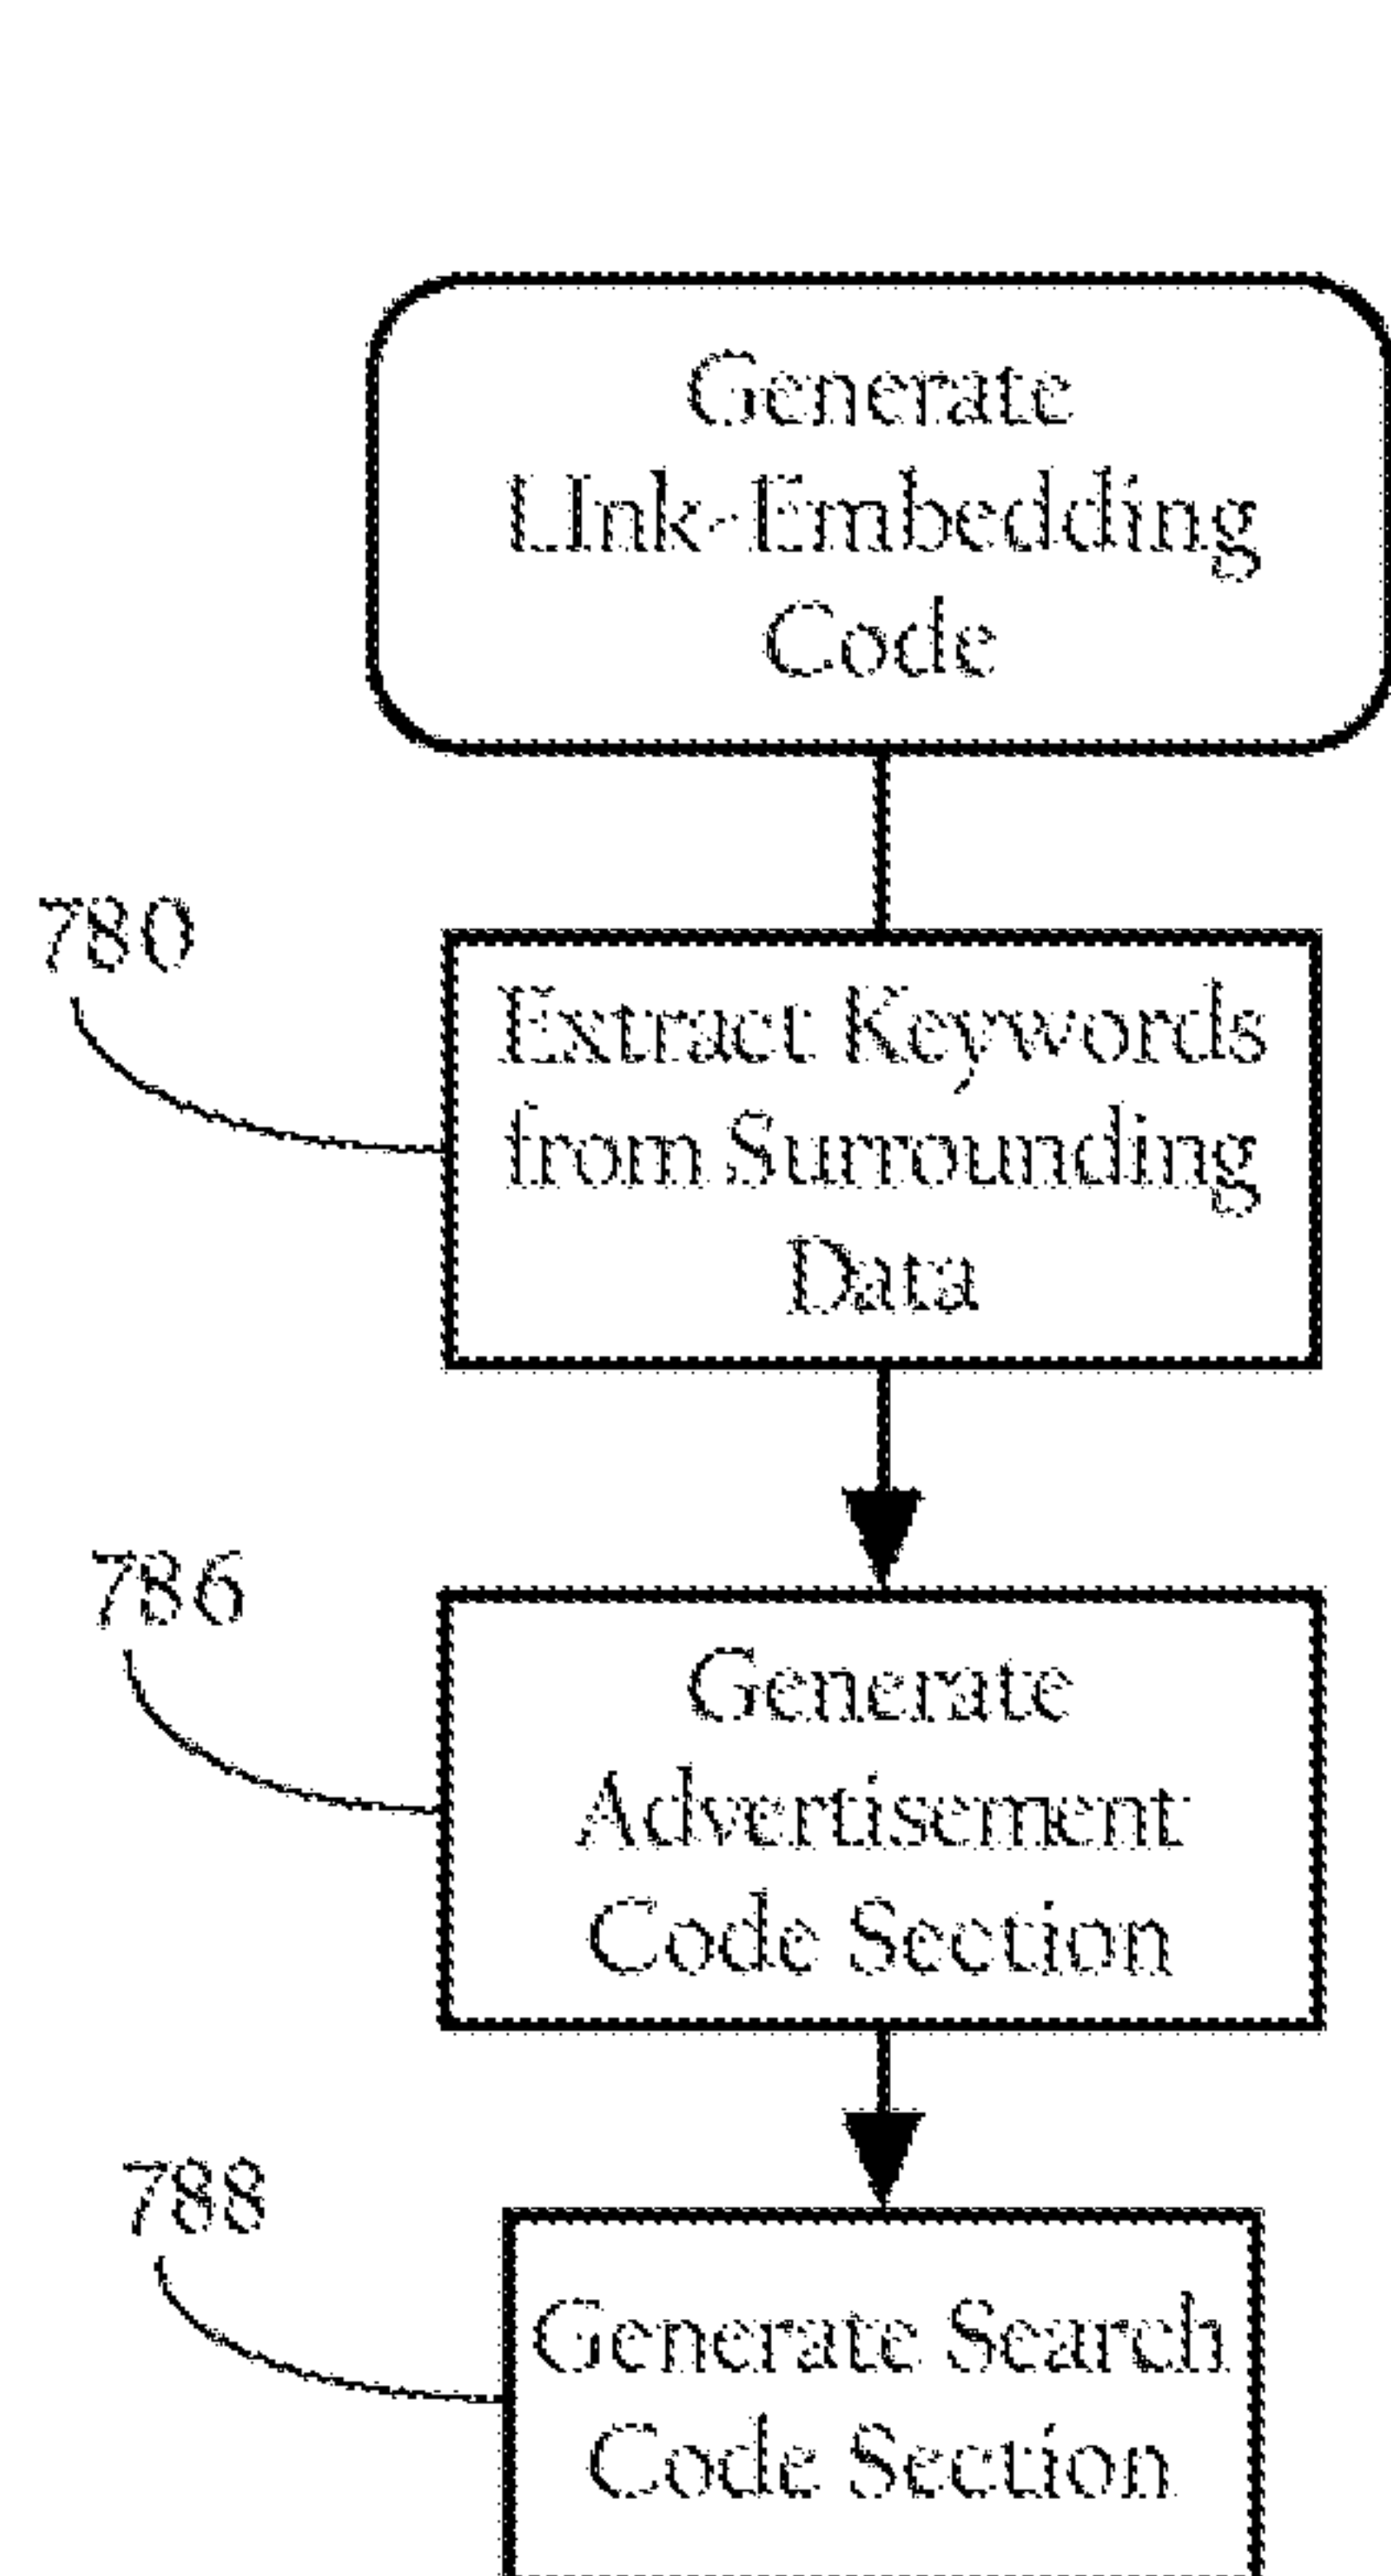 Generate
LInk-Embedding
Code
780
Extract Keywords
from Surrounding
Data
786
Generate
Advertisement
Code Section
788
Generate Search
Code Section